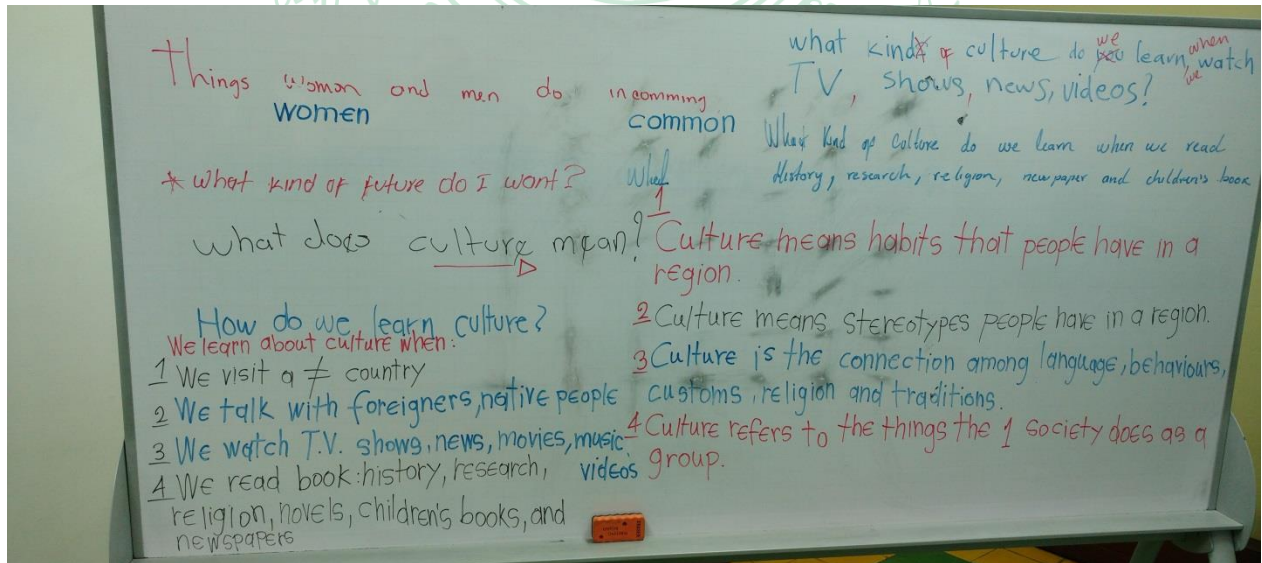 Things woman and men do incomming
women common
* What kind of future do I want?
What does culture mean?
How do we learn culture?
We learn about culture when:
1 We visit a ≠ country
2 We talk with foreigners, native people
3 We watch T.V. shows, news, movies, music
videos
4 We read book: history, research,
religion, novels, children's books, and
newspapers
what kind of culture do we learn, when we watch
TV, shows, news, videos?
What Kind of Colture do we learn when we read
History, research, religion, newpaper and children's book
1
Culture means habits that people have in a
region.
2 Culture means stereotypes people have in a region.
3 Culture is the connection among language, behaviours,
customs, religion and traditions.
4 Culture refers to the things the 1 society does as a
group.